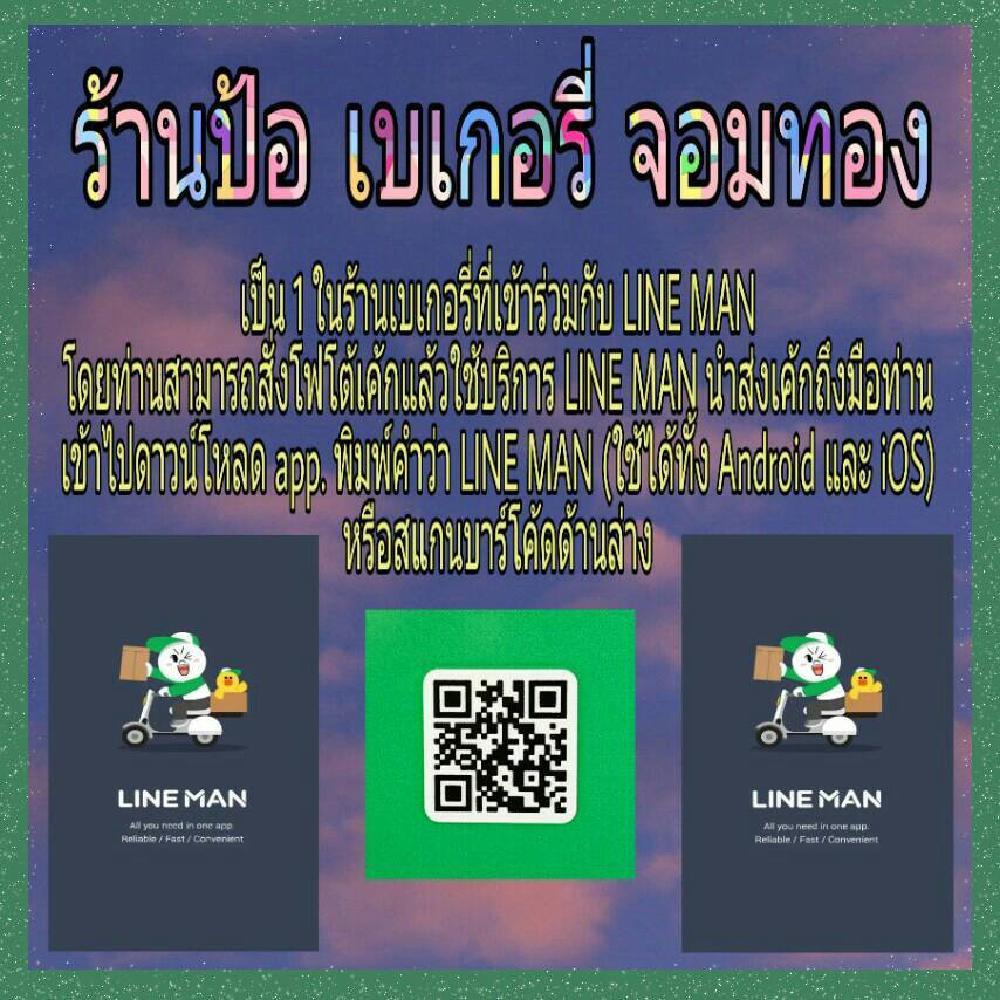 ร้านป้อ เบเกอรี่ จอมทอง
เป็น 1 ในร้านเบเกอรี่ที่เข้าร่วมกับ LINE MAN
โดยท่านสามารถสั่งโฟโต้เค้กแล้วใช้บริการ LINE MAN นำส่งเค้กถึงมือท่าน
เข้าไปดาวน์โหลด app. พิมพ์คำว่า LINE MAN (ใช้ได้ทั้ง Android และ iOS)
หรือสแกนบาร์โค้ดด้านล่าง
LINE MAN
All you need in one app.
Reliable / Fast / Convenient
LINE MAN
All you need in one app.
Reliable / Fast / Convenient